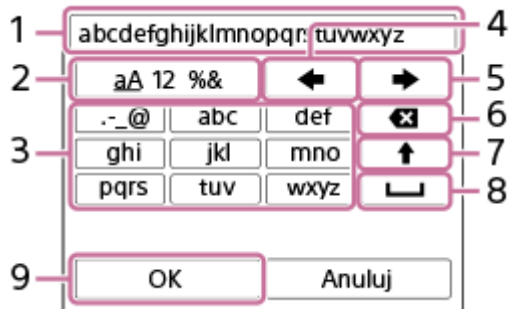 1 abcdefghijklmnopqrstuvwxyz 4
2 aA 12 %& 5
.-_@ abc def 6
3 ghi jkl mno 7
pqrs tuv wxyz 8
9 OK Anuluj